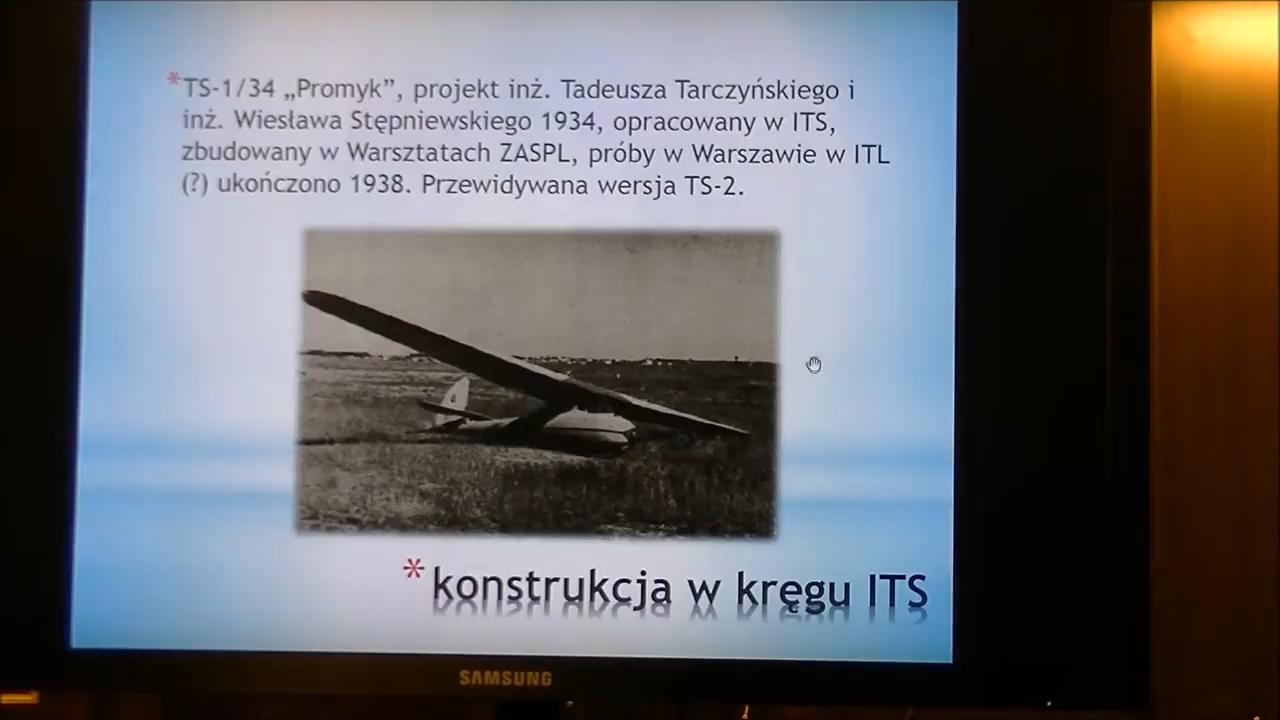 *TS-1/34 „Promyk”, projekt inż. Tadeusza Tarczyńskiego i
inż. Wiesława Stępniewskiego 1934, opracowany w ITS,
zbudowany w Warsztatach ZASPL, próby w Warszawie w ITL
(?) ukończono 1938. Przewidywana wersja TS-2.
*konstrukcja w kręgu ITS
SAMSUNG